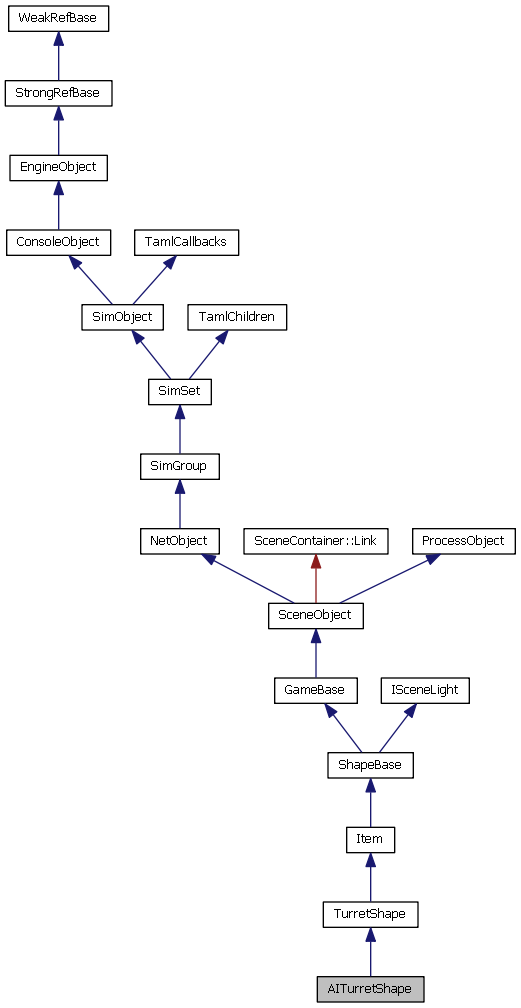 WeakRefBase
StrongRefBase
EngineObject
ConsoleObject
TamlCallbacks
SimObject
TamlChildren
SimSet
SimGroup
NetObject
SceneContainer::Link
ProcessObject
SceneObject
GameBase
ISceneLight
ShapeBase
Item
TurretShape
AITurretShape